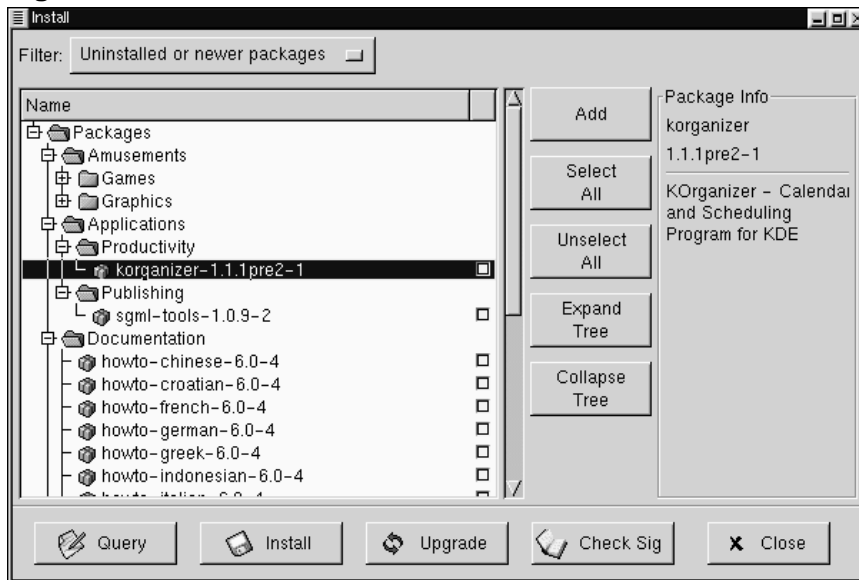 Install
Filter: Uninstalled or newer packages
Name
Packages
Amusements
Games
Graphics
Applications
Productivity
korganizer-1.1.1pre2-1
Publishing
sgml-tools-1.0.9-2
Documentation
howto-chinese-6.0-4
howto-croatian-6.0-4
howto-french-6.0-4
howto-german-6.0-4
howto-greek-6.0-4
howto-indonesian-6.0-4
Add
Select
All
Unselect
All
Expand
Tree
Collapse
Tree
Package Info
korganizer
1.1.1pre2-1
KOrganizer - Calendar
and Scheduling
Program for KDE
Query
Install
Upgrade
Check Sig
Close